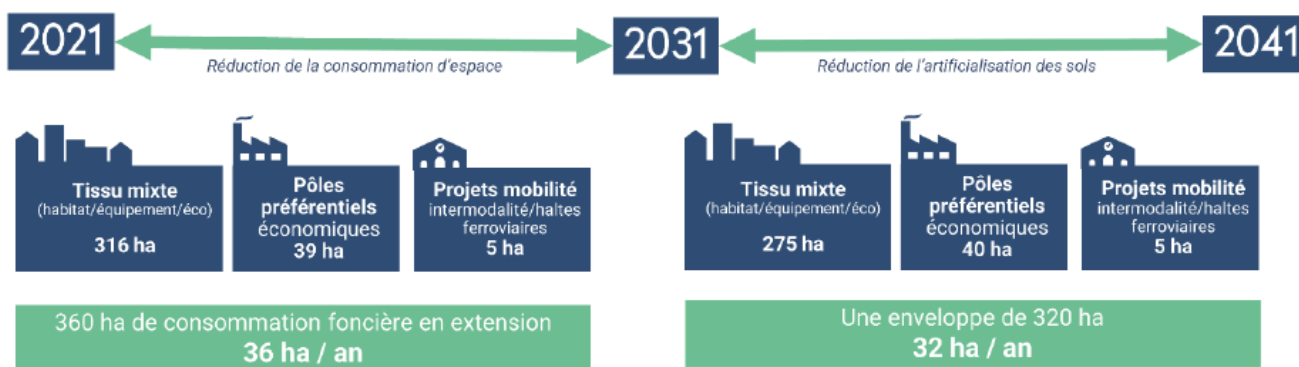 2021
2031
2041
Réduction de la consommation d'espace
Réduction de l'artificialisation des sols
Tissu mixte
(habitat/équipement/éco)
316 ha
Pôles
préférentiels
économiques
39 ha
Projets mobilité
intermodalité/haltes
ferroviaires
5 ha
Tissu mixte
(habitat/équipement/éco)
275 ha
Pôles
préférentiels
économiques
40 ha
Projets mobilité
intermodalité/haltes
ferroviaires
5 ha
360 ha de consommation foncière en extension
36 ha / an
Une enveloppe de 320 ha
32 ha / an